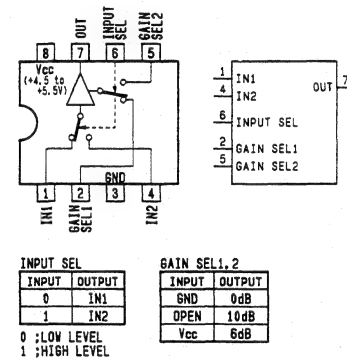 OUT
INPUT SEL
GAIN SEL2
8 7 6 5
Vcc
(+4.5 to
+5.5V)
GND
1 2 3 4
IN1
GAIN SEL1
IN2
1 IN1
4 IN2
OUT 7
6 INPUT SEL
2 GAIN SEL1
5 GAIN SEL2
INPUT SEL
INPUT OUTPUT
0 IN1
1 IN2
0 ;LOW LEVEL
1 ;HIGH LEVEL
GAIN SEL1,2
INPUT OUTPUT
GND 0dB
OPEN 10dB
Vcc 6dB